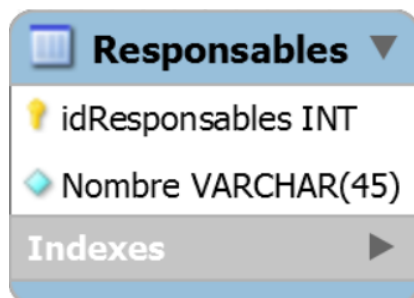 Responsables
idResponsables INT
Nombre VARCHAR(45)
Indexes